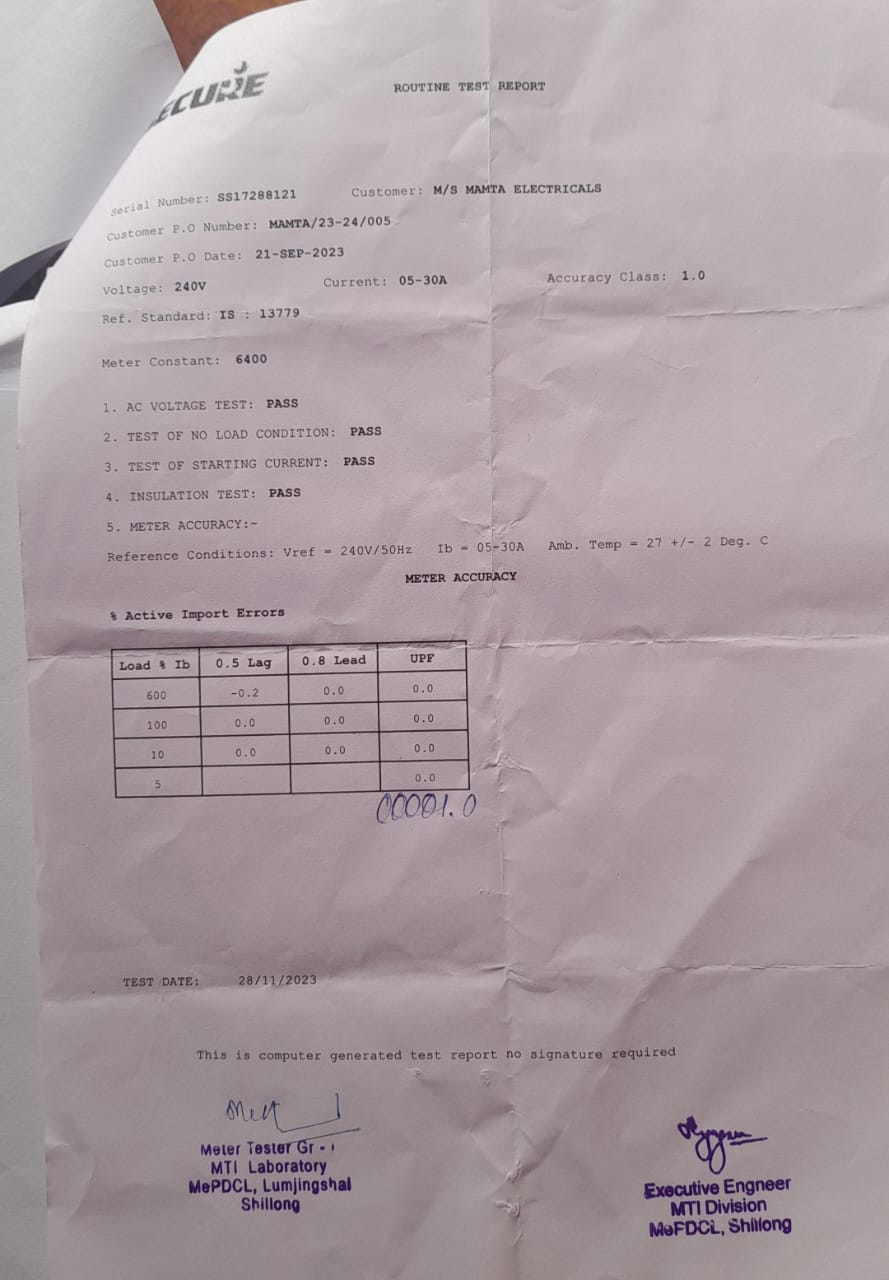 ECURE
ROUTINE TEST REPORT
Serial Number: SS17288121 Customer: M/S MAMTA ELECTRICALS
Customer P.O Number: MAMTA/23-24/005
Customer P.O Date: 21-SEP-2023
Voltage: 240V Current: 05-30A Accuracy Class: 1.0
Ref. Standard: IS : 13779
Meter Constant: 6400
1. AC VOLTAGE TEST: PASS
2. TEST OF NO LOAD CONDITION: PASS
3. TEST OF STARTING CURRENT: PASS
4. INSULATION TEST: PASS
5. METER ACCURACY:-
Reference Conditions: Vref = 240V/50Hz Ib = 05-30A Amb. Temp = 27 +/- 2 Deg. C
METER ACCURACY
% Active Import Errors
Load % Ib 0.5 Lag 0.8 Lead UPF
600 -0.2 0.0 0.0
100 0.0 0.0 0.0
10 0.0 0.0 0.0
5 0.0
00001.0
TEST DATE: 28/11/2023
This is computer generated test report no signature required
Meter Tester Gr -
MTI Laboratory
MePDCL, Lumjingshai
Shillong
Executive Engneer
MTI Division
MePDCL, Shillong